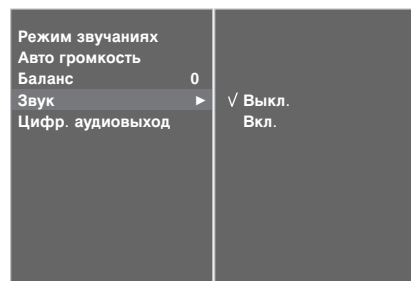 Режим звучаниях
Авто громкость
Баланс 0
Звук ►
Цифр. аудиовыход
√ Выкл.
Вкл.